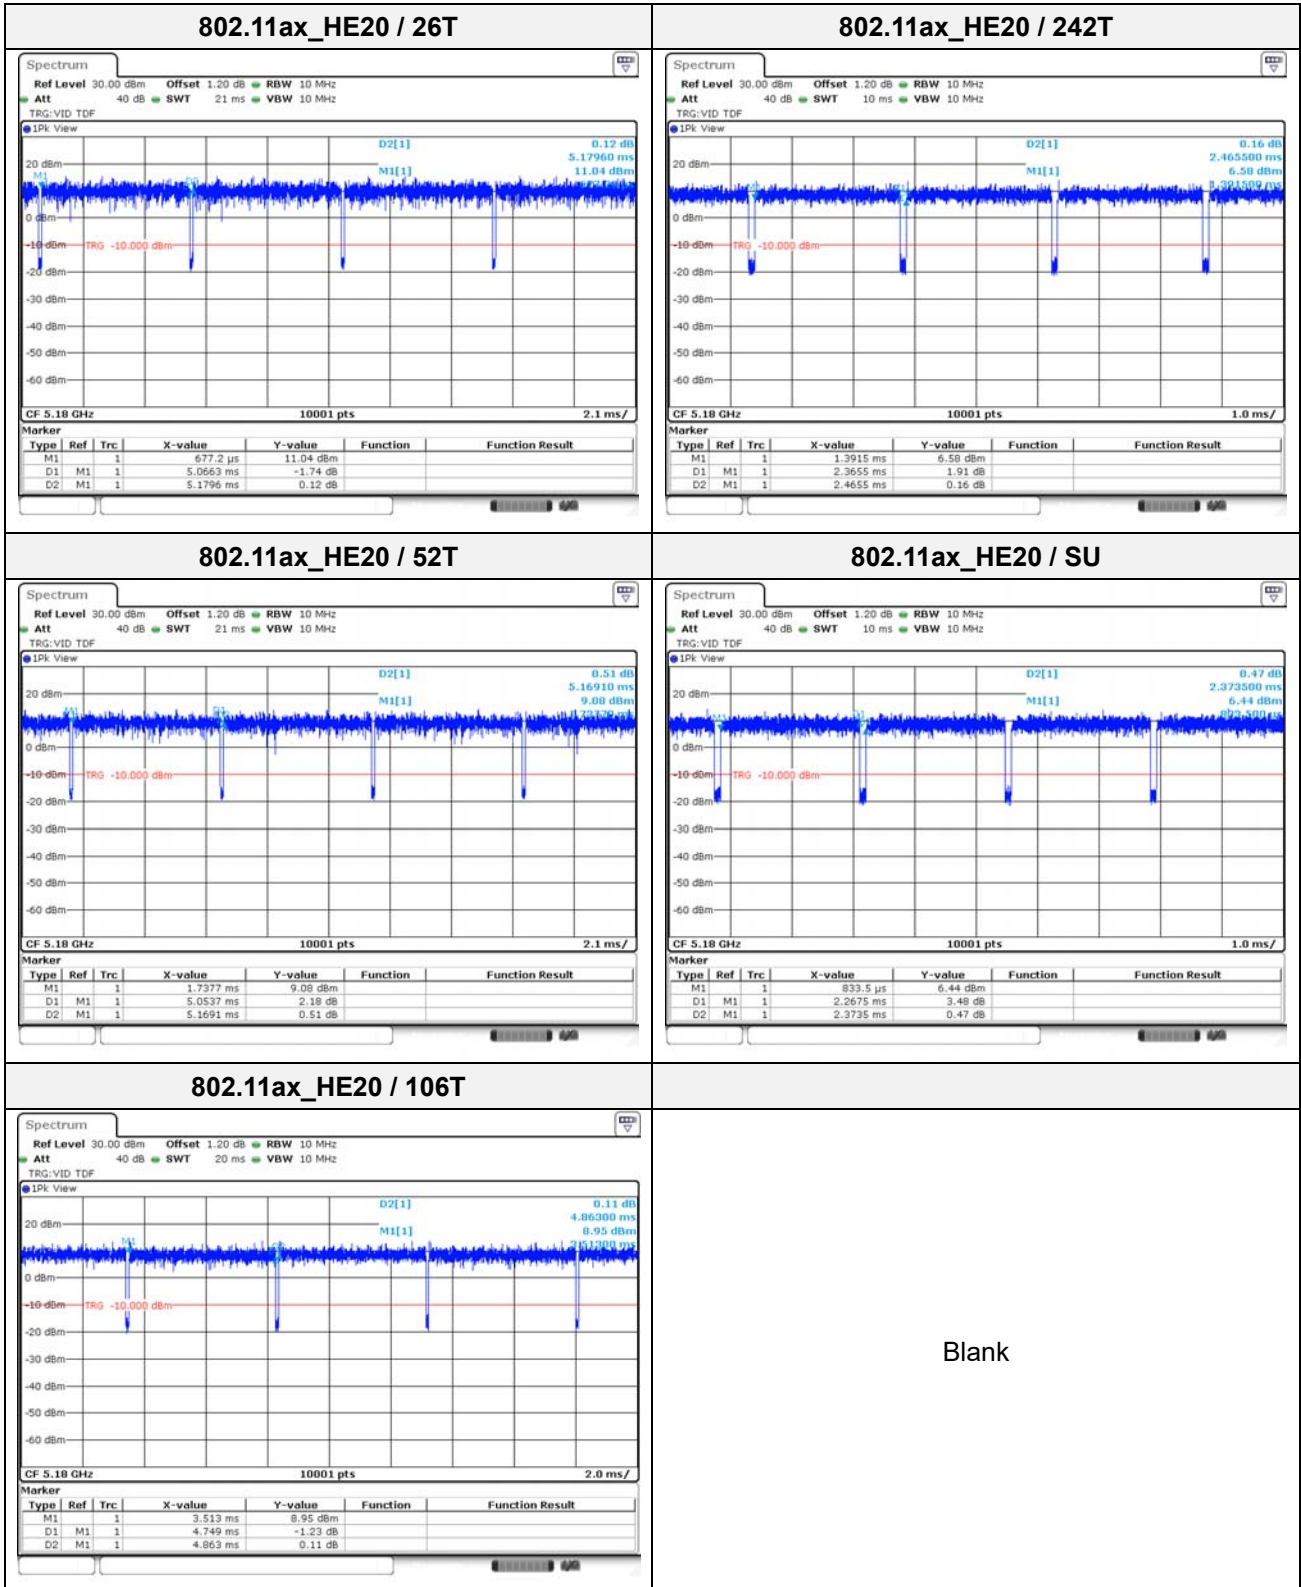 802.11ax_HE20 / 26T
Spectrum
Ref Level 30.00 dBm Offset 1.20 dB RBW 10 MHz
Att 40 dB SWT 21 ms VBW 10 MHz
TRG:VID TDF
1Pk View
D2[1] 0.12 dB
5.17960 ms
20 dBm
M1[1] 11.04 dBm
M1
0 dBm
-10 dBm TRG -10.000 dBm
-20 dBm
-30 dBm
-40 dBm
-50 dBm
-60 dBm
CF 5.18 GHz 10001 pts 2.1 ms/
Marker
Type Ref Trc X-value Y-value Function Function Result
M1 1 677.2 µs 11.04 dBm
D1 M1 1 5.0663 ms -1.74 dB
D2 M1 1 5.1796 ms 0.12 dB
802.11ax_HE20 / 242T
Spectrum
Ref Level 30.00 dBm Offset 1.20 dB RBW 10 MHz
Att 40 dB SWT 10 ms VBW 10 MHz
TRG:VID TDF
1Pk View
D2[1] 0.16 dB
2.465500 ms
20 dBm
M1[1] 6.58 dBm
1.391500 ms
0 dBm
-10 dBm TRG -10.000 dBm
-20 dBm
-30 dBm
-40 dBm
-50 dBm
-60 dBm
CF 5.18 GHz 10001 pts 1.0 ms/
Marker
Type Ref Trc X-value Y-value Function Function Result
M1 1 1.3915 ms 6.58 dBm
D1 M1 1 2.3655 ms 1.91 dB
D2 M1 1 2.4655 ms 0.16 dB
802.11ax_HE20 / 52T
Spectrum
Ref Level 30.00 dBm Offset 1.20 dB RBW 10 MHz
Att 40 dB SWT 21 ms VBW 10 MHz
TRG:VID TDF
1Pk View
D2[1] 0.51 dB
5.16910 ms
20 dBm
M1[1] 9.08 dBm
M1 D1 1.73770 ms
0 dBm
-10 dBm TRG -10.000 dBm
-20 dBm
-30 dBm
-40 dBm
-50 dBm
-60 dBm
CF 5.18 GHz 10001 pts 2.1 ms/
Marker
Type Ref Trc X-value Y-value Function Function Result
M1 1 1.7377 ms 9.08 dBm
D1 M1 1 5.0537 ms 2.18 dB
D2 M1 1 5.1691 ms 0.51 dB
802.11ax_HE20 / SU
Spectrum
Ref Level 30.00 dBm Offset 1.20 dB RBW 10 MHz
Att 40 dB SWT 10 ms VBW 10 MHz
TRG:VID TDF
1Pk View
D2[1] 0.47 dB
2.373500 ms
20 dBm
M1[1] 6.44 dBm
M1 D1 833.500 µs
0 dBm
-10 dBm TRG -10.000 dBm
-20 dBm
-30 dBm
-40 dBm
-50 dBm
-60 dBm
CF 5.18 GHz 10001 pts 1.0 ms/
Marker
Type Ref Trc X-value Y-value Function Function Result
M1 1 833.5 µs 6.44 dBm
D1 M1 1 2.2675 ms 3.48 dB
D2 M1 1 2.3735 ms 0.47 dB
802.11ax_HE20 / 106T
Spectrum
Ref Level 30.00 dBm Offset 1.20 dB RBW 10 MHz
Att 40 dB SWT 20 ms VBW 10 MHz
TRG:VID TDF
1Pk View
D2[1] 0.11 dB
4.86300 ms
20 dBm
M1[1] 8.95 dBm
M1 3.51300 ms
0 dBm
-10 dBm TRG -10.000 dBm
-20 dBm
-30 dBm
-40 dBm
-50 dBm
-60 dBm
CF 5.18 GHz 10001 pts 2.0 ms/
Marker
Type Ref Trc X-value Y-value Function Function Result
M1 1 3.513 ms 8.95 dBm
D1 M1 1 4.749 ms -1.23 dB
D2 M1 1 4.863 ms 0.11 dB
Blank